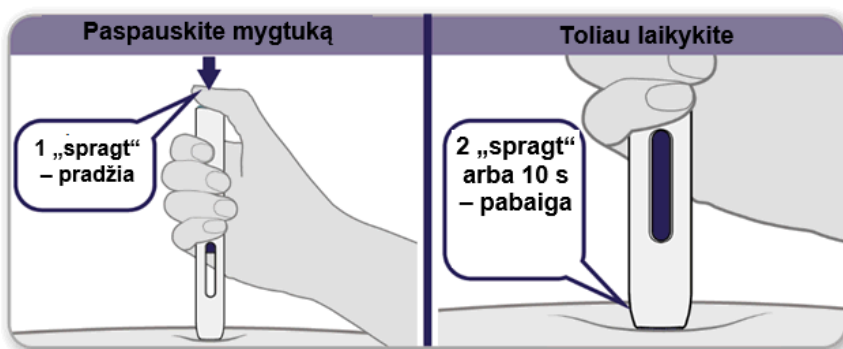 Paspauskite mygtuką
1 „spragt“
– pradžia
Toliau laikykite
2 „spragt“
arba 10 s
– pabaiga